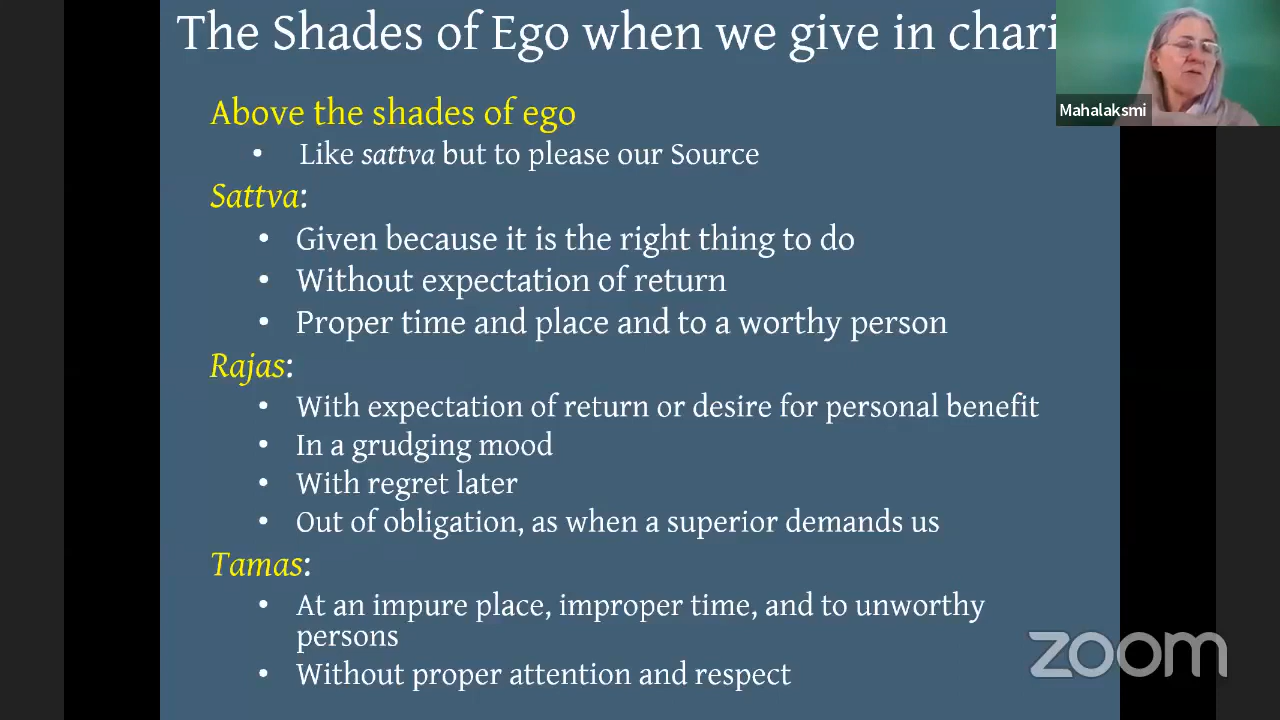 The Shades of Ego when we give in chari
Mahalaksmi
Above the shades of ego
• Like sattva but to please our Source
Sattva:
• Given because it is the right thing to do
• Without expectation of return
• Proper time and place and to a worthy person
Rajas:
• With expectation of return or desire for personal benefit
• In a grudging mood
• With regret later
• Out of obligation, as when a superior demands us
Tamas:
• At an impure place, improper time, and to unworthy
persons
• Without proper attention and respect
zoom